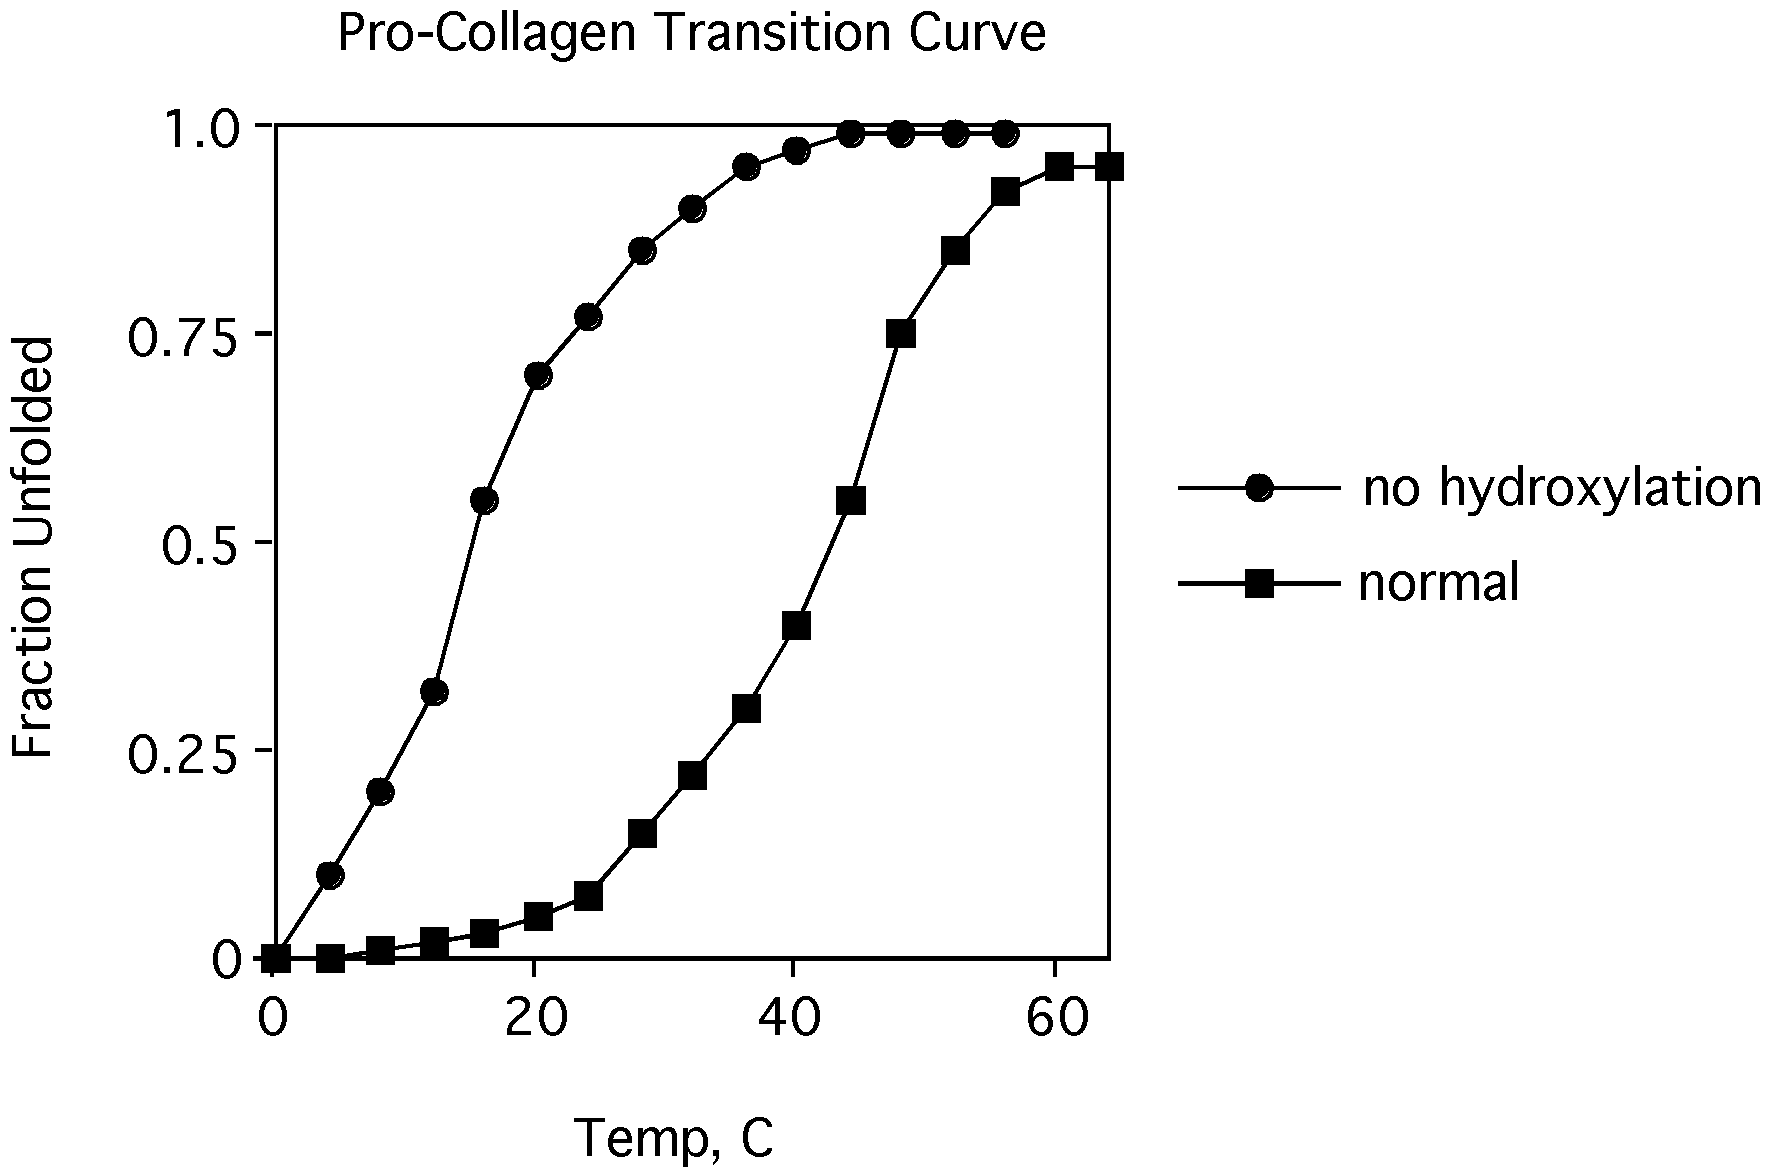 Pro-Collagen Transition Curve
1.0
0.75
0.5
0.25
0
Fraction Unfolded
0 20 40 60
Temp, C
no hydroxylation
normal